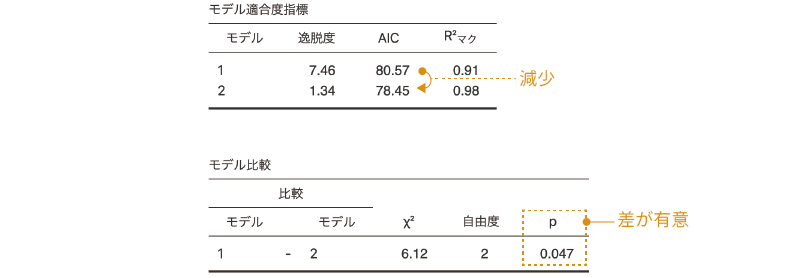 モデル適合度指標
モデル 逸脱度 AIC R²マク
1 7.46 80.57 0.91
減少
2 1.34 78.45 0.98
モデル比較
比較
モデル モデル χ² 自由度 p
差が有意
1 - 2 6.12 2 0.047